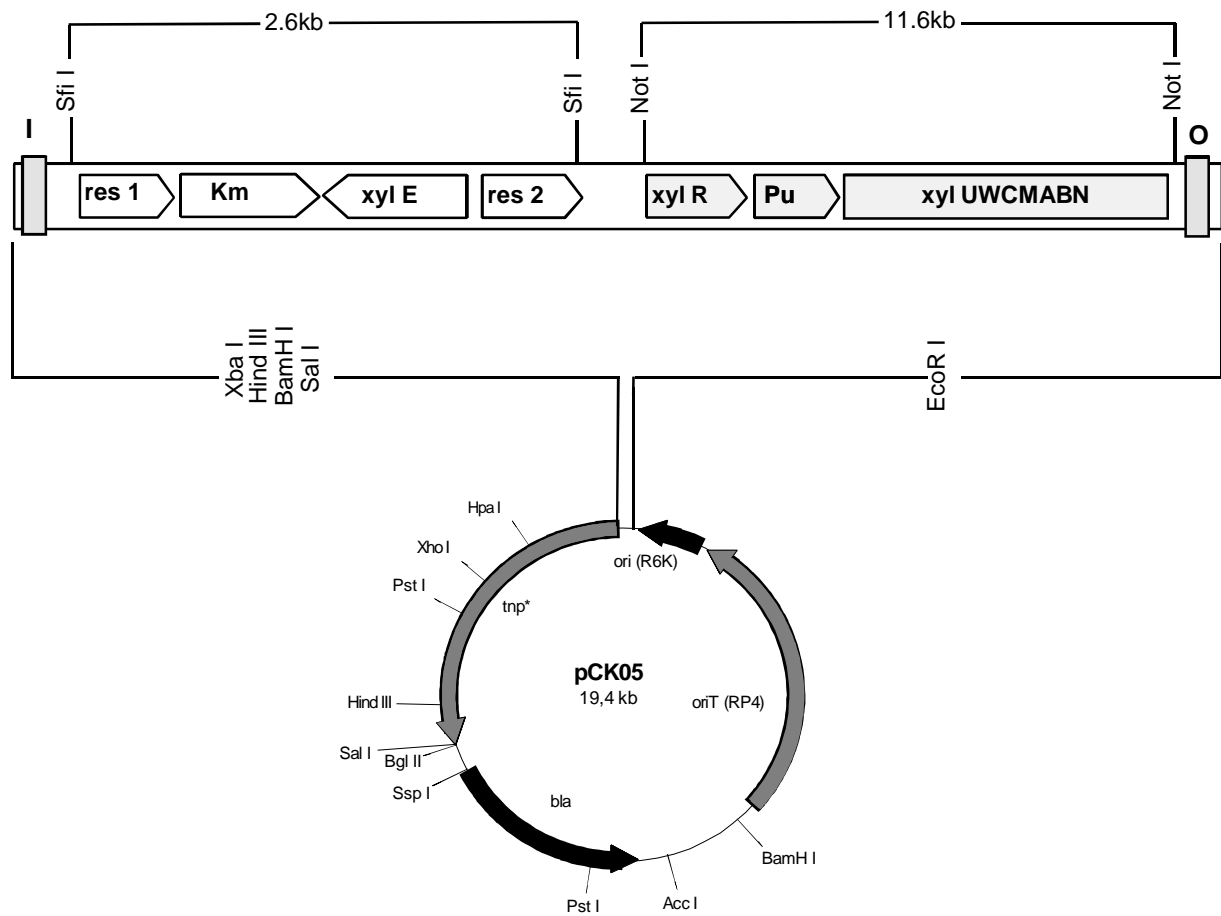 2.6kb
11.6kb
Sfi I
Sfi I
Not I
Not I
I
O
res 1
Km
xyl E
res 2
xyl R
Pu
xyl UWCMABN
Xba I
Hind III
BamH I
Sal I
EcoR I
Hpa I
Xho I
Pst I
tnp*
ori (R6K)
pCK05
19,4 kb
oriT (RP4)
Hind III
Sal I
Bgl II
Ssp I
bla
BamH I
Acc I
Pst I